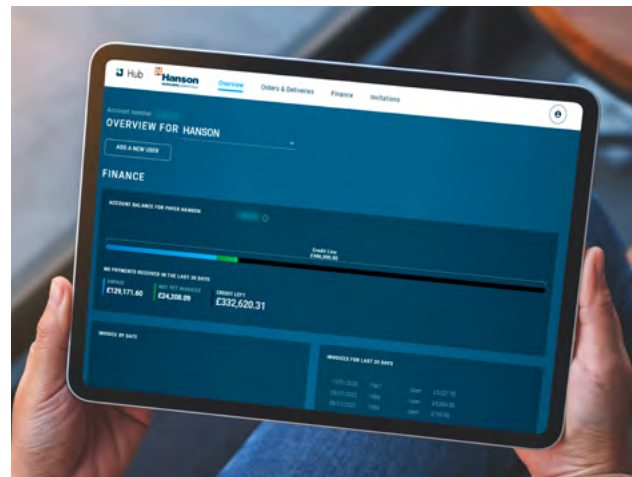 Hub Hanson Overview Orders & Deliveries Finance Invitations
Account number
OVERVIEW FOR HANSON
ADD A NEW USER
FINANCE
ACCOUNT BALANCE FOR PAYER HANSON
Credit Line
NO PAYMENTS RECEIVED IN THE LAST 30 DAYS
UNPAID NOT YET INVOICED CREDIT LEFT
£129,171.60 £24,208.09 £332,620.31
INVOICE BY DATE INVOICES FOR LAST 30 DAYS